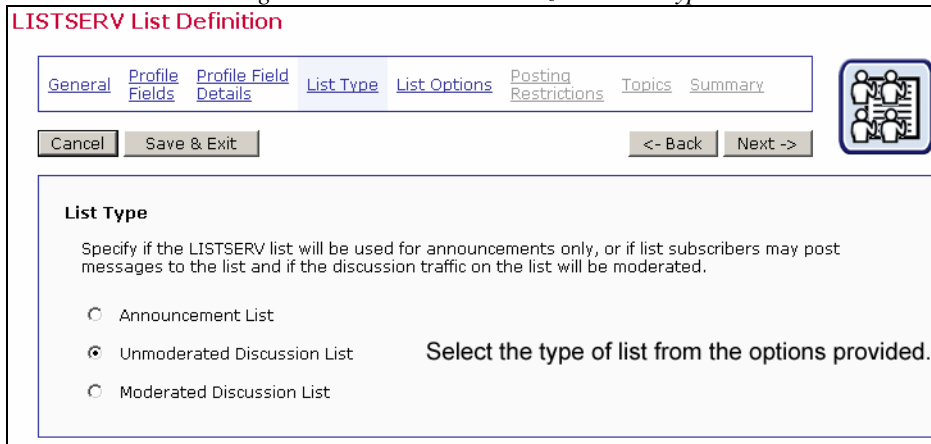 LISTSERV List Definition
General Profile Fields Profile Field Details List Type List Options Posting Restrictions Topics Summary
Cancel Save & Exit <- Back Next ->
List Type
Specify if the LISTSERV list will be used for announcements only, or if list subscribers may post
messages to the list and if the discussion traffic on the list will be moderated.
Announcement List
Unmoderated Discussion List Select the type of list from the options provided.
Moderated Discussion List